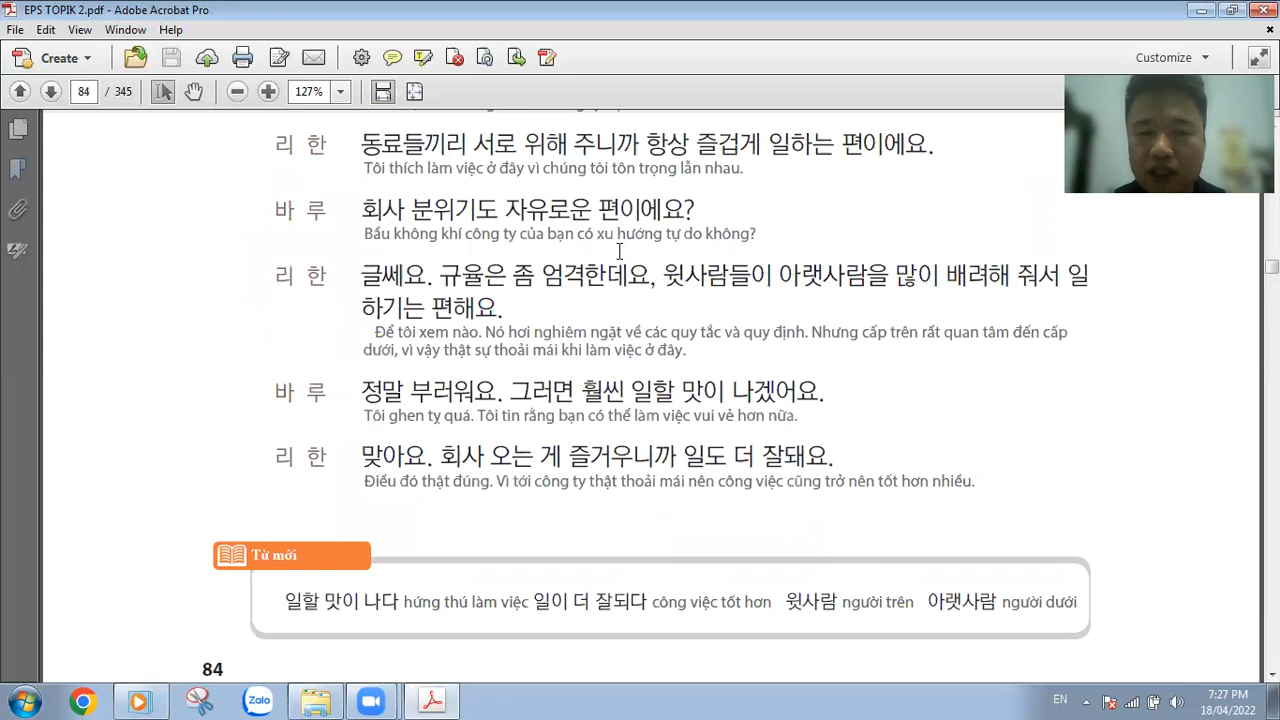 EPS TOPIK 2.pdf - Adobe Acrobat Pro
File Edit View Window Help
Create
Customize
84 / 345
127%
리 한 동료들끼리 서로 위해 주니까 항상 즐겁게 일하는 편이에요.
Tôi thích làm việc ở đây vì chúng tôi tôn trọng lẫn nhau.
바 루 회사 분위기도 자유로운 편이에요?
Bầu không khí công ty của bạn có xu hướng tự do không?
리 한 글쎄요. 규율은 좀 엄격한데요, 윗사람들이 아랫사람을 많이 배려해 줘서 일
하기는 편해요.
Để tôi xem nào. Nó hơi nghiêm ngặt về các quy tắc và quy định. Nhưng cấp trên rất quan tâm đến cấp
dưới, vì vậy thật sự thoải mái khi làm việc ở đây.
바 루 정말 부러워요. 그러면 훨씬 일할 맛이 나겠어요.
Tôi ghen tỵ quá. Tôi tin rằng bạn có thể làm việc vui vẻ hơn nữa.
리 한 맞아요. 회사 오는 게 즐거우니까 일도 더 잘돼요.
Điều đó thật đúng. Vì tới công ty thật thoải mái nên công việc cũng trở nên tốt hơn nhiều.
Từ mới
일할 맛이 나다 hứng thú làm việc 일이 더 잘되다 công việc tốt hơn 윗사람 người trên 아랫사람 người dưới
84
Zalo
EN
7:27 PM
18/04/2022